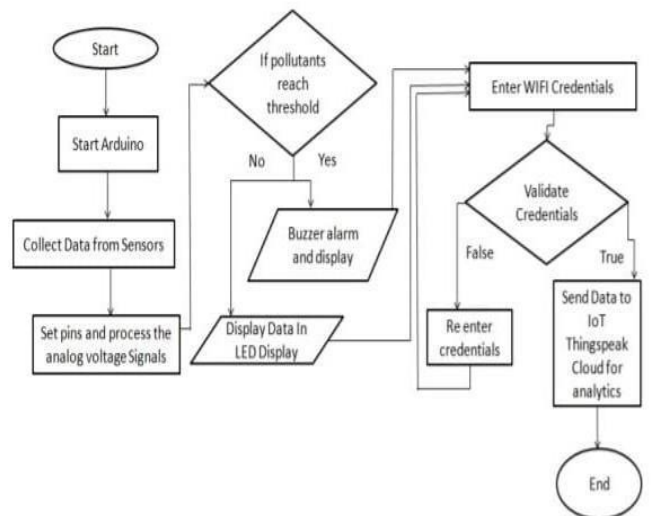 Start
Start Arduino
Collect Data from Sensors
Set pins and process the
analog voltage Signals
If pollutants
reach
threshold
No
Yes
Buzzer alarm
and display
Display Data In
LED Display
Enter WIFI Credentials
Validate
Credentials
False
True
Re enter
credentials
Send Data to
IoT
Thingspeak
Cloud for
analytics
End